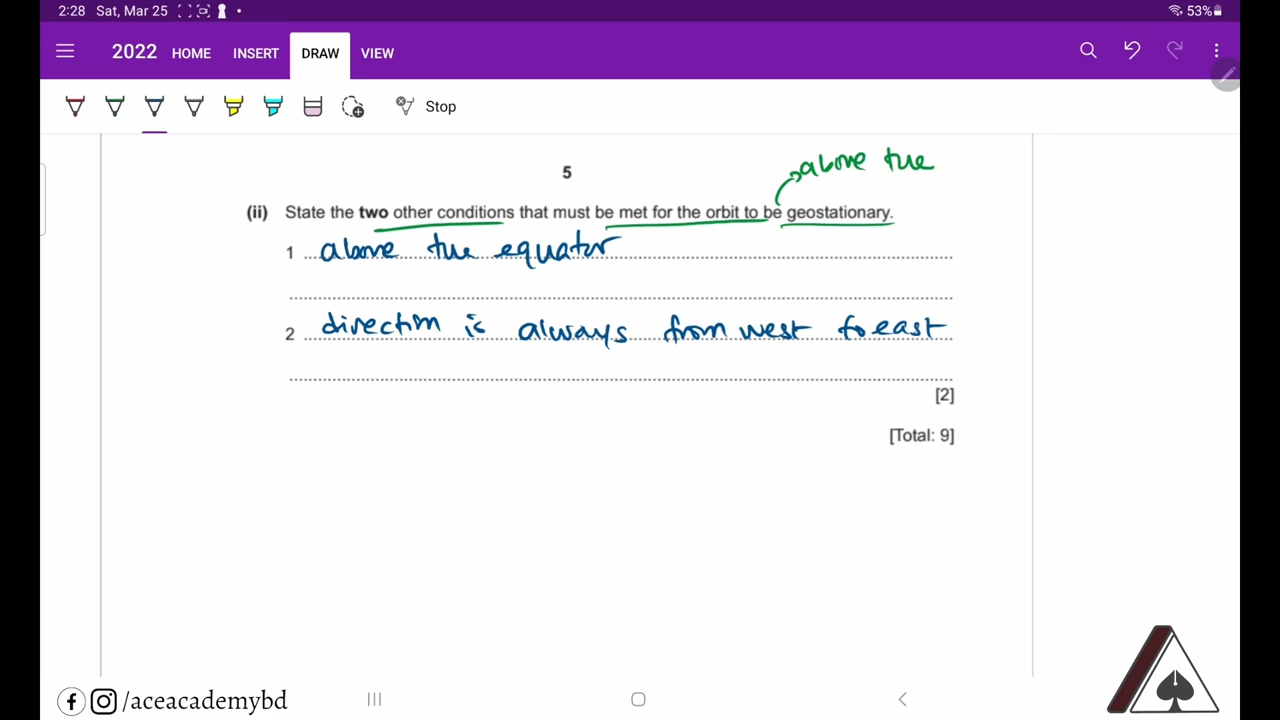 2:28 Sat, Mar 25 53%
2022 HOME INSERT DRAW VIEW
Stop
above the
5
(ii) State the two other conditions that must be met for the orbit to be geostationary.
1 above the equator
2 direction is always from west to east
[2]
[Total: 9]
/aceacademybd